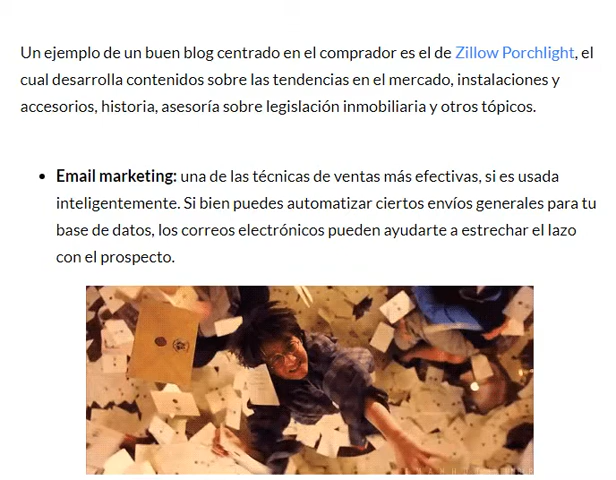 Un ejemplo de un buen blog centrado en el comprador es el de Zillow Porchlight, el
cual desarrolla contenidos sobre las tendencias en el mercado, instalaciones y
accesorios, historia, asesoría sobre legislación inmobiliaria y otros tópicos.
• Email marketing: una de las técnicas de ventas más efectivas, si es usada
inteligentemente. Si bien puedes automatizar ciertos envíos generales para tu
base de datos, los correos electrónicos pueden ayudarte a estrechar el lazo
con el prospecto.